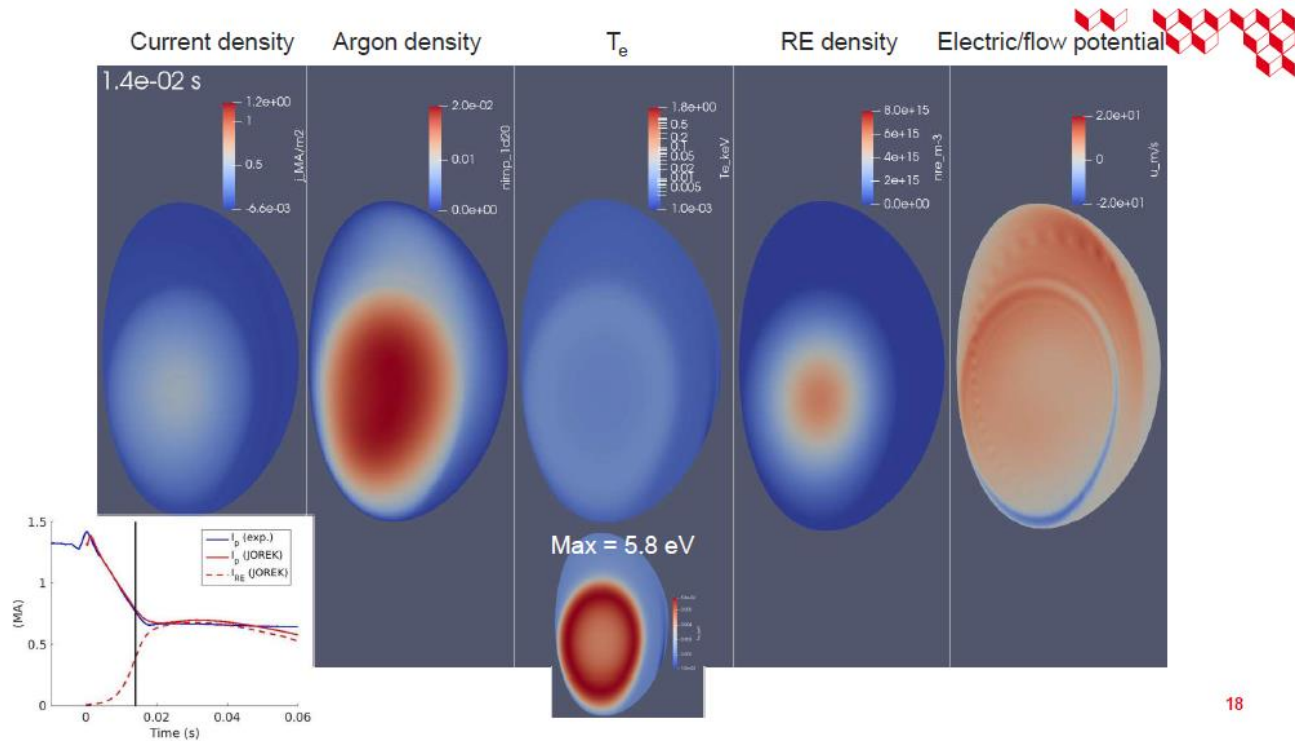 Current density
Argon density
Te
RE density
Electric/flow potential
1.4e-02 s
1.2e+00
1
0.5
-6.6e-03
j_MA/m2
2.0e-02
0.01
0.0e+00
nimp_1d20
1.8e+00
0.5
0.2
0.1
0.05
0.02
0.01
0.005
1.0e-03
Te_keV
8.0e+15
6e+15
4e+15
2e+15
0.0e+00
nre_m-3
2.0e+01
0
-2.0e+01
u_m/s
Max = 5.8 eV
1.5
1
0.5
0
(MA)
Ip (exp.)
Ip (JOREK)
IRE (JOREK)
0
0.02
0.04
0.06
Time (s)
18